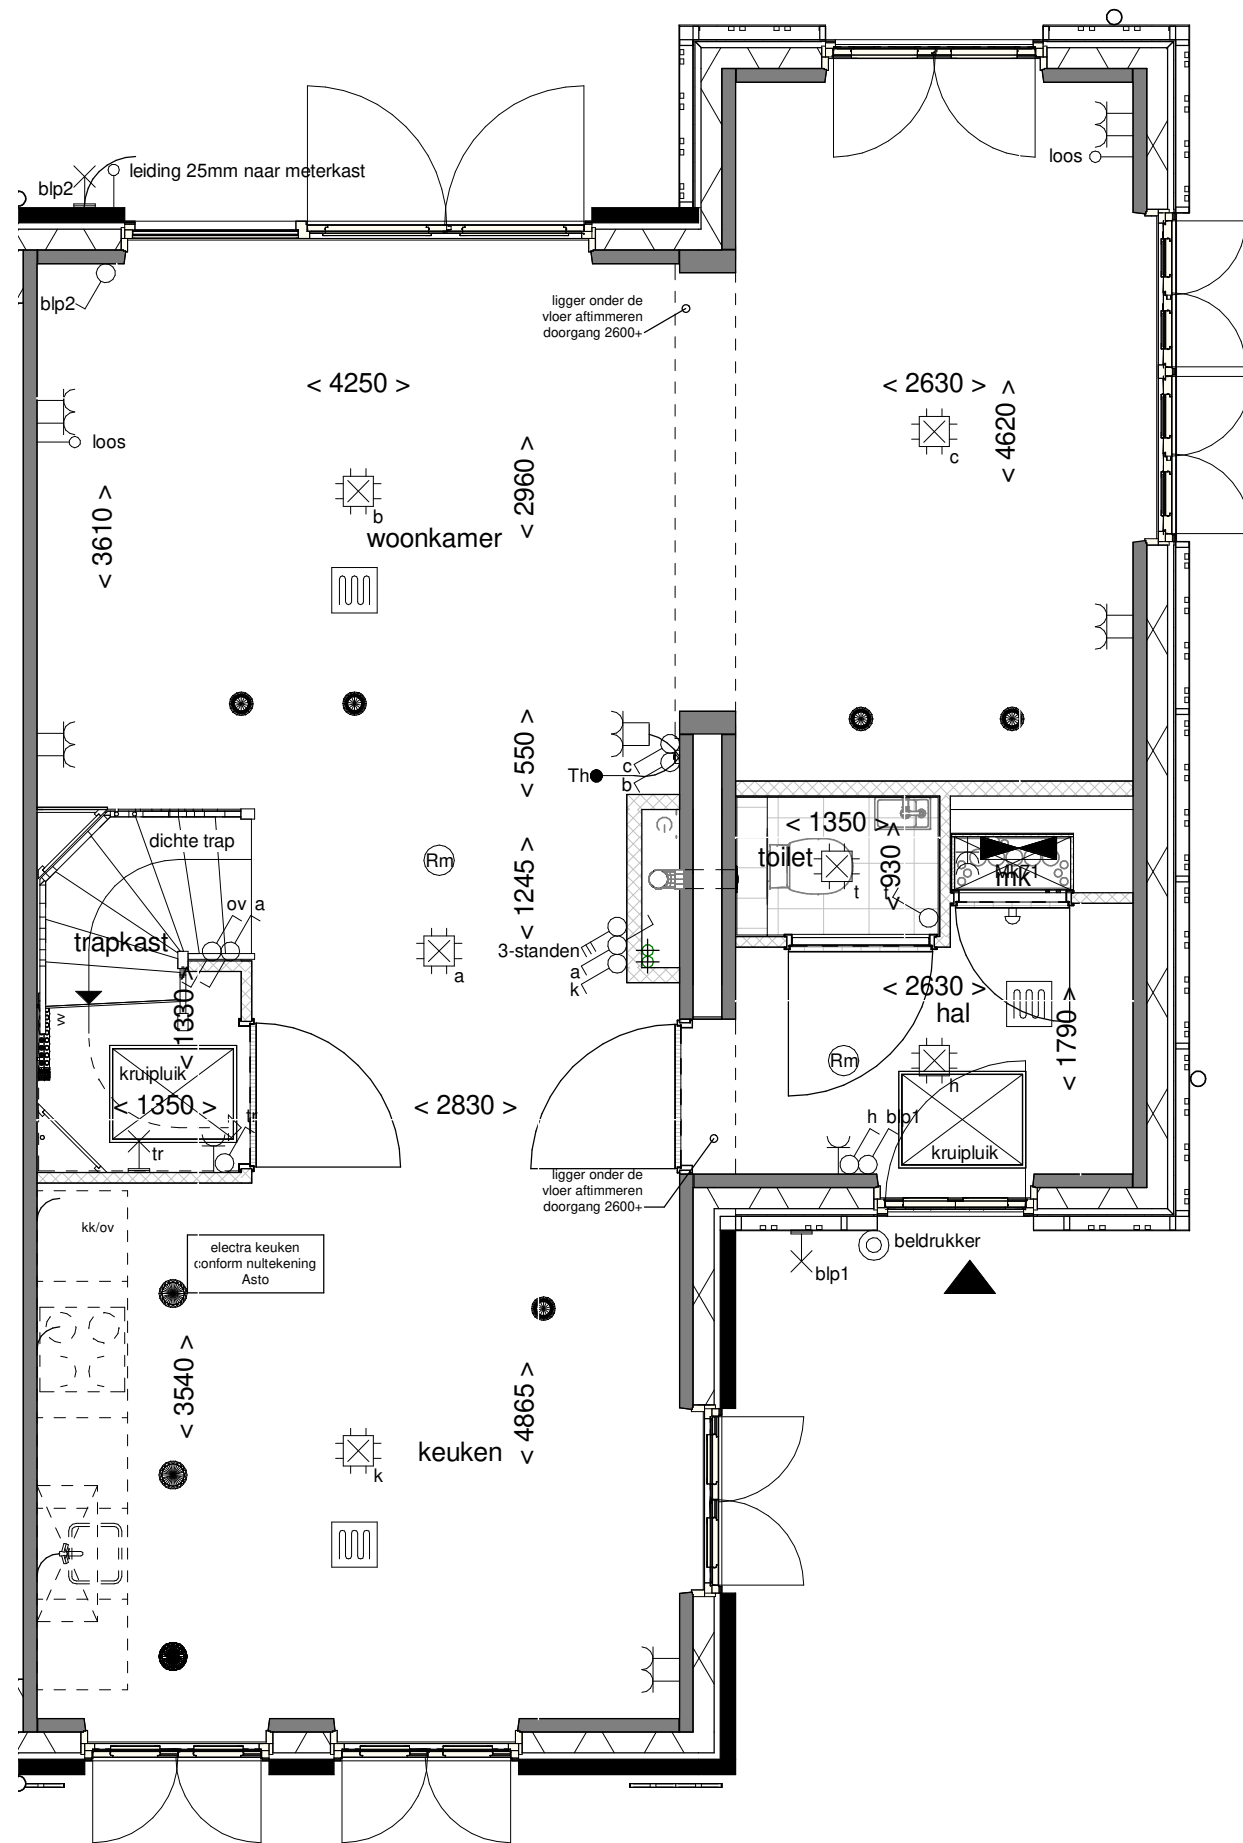 leiding 25mm naar meterkast
blp2
loos
blp2
ligger onder de
vloer aftimmeren
doorgang 2600+
< 4250 >
< 2630 >
< 4620 >
c
loos
< 2960 >
< 3610 >
b
woonkamer
< 550 >
c
b
Th
dichte trap
Rm
< 1350 >
toilet
t
t
< 930 >
mk
ov a
trapkast
< 1245 >
3-standen
a
k
a
< 2630 >
hal
< 1790 >
Rm
h
w
< 1330 >
kruipluik
< 1350 >
tr
tr
< 2830 >
h blp1
kruipluik
ligger onder de
vloer aftimmeren
doorgang 2600+
kk/ov
electra keuken
conform nultekening
Asto
beldrukker
blp1
< 3540 >
< 4865 >
keuken
k